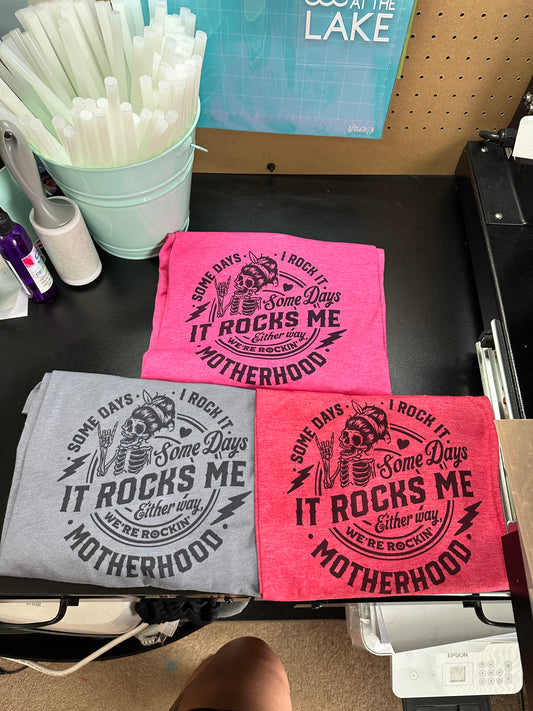 AT THE
LAKE
cricut
SOME DAYS · I ROCK IT ·
Some Days
IT ROCKS ME
Either way,
WE'RE ROCKIN'
MOTHERHOOD
SOME DAYS · I ROCK IT ·
Some Days
IT ROCKS ME
Either way,
WE'RE ROCKIN'
MOTHERHOOD
SOME DAYS · I ROCK IT ·
Some Days
IT ROCKS ME
Either way,
WE'RE ROCKIN'
MOTHERHOOD
EPSON